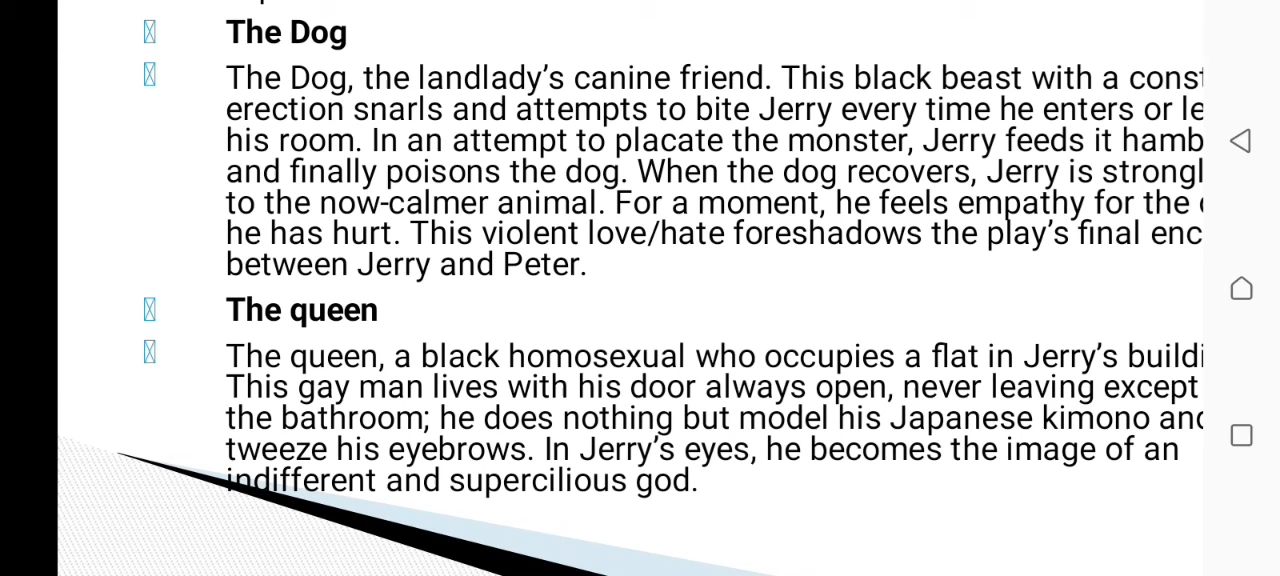 The Dog
The Dog, the landlady's canine friend. This black beast with a
erection snarls and attempts to bite Jerry every time he enters or
his room. In an attempt to placate the monster, Jerry feeds it
and finally poisons the dog. When the dog recovers, Jerry is
to the now-calmer animal. For a moment, he feels empathy for the
he has hurt. This violent love/hate foreshadows the play's final
between Jerry and Peter.
The queen
The queen, a black homosexual who occupies a flat in Jerry's
This gay man lives with his door always open, never leaving except
the bathroom; he does nothing but model his Japanese kimono and
tweeze his eyebrows. In Jerry's eyes, he becomes the image of an
indifferent and supercilious god.